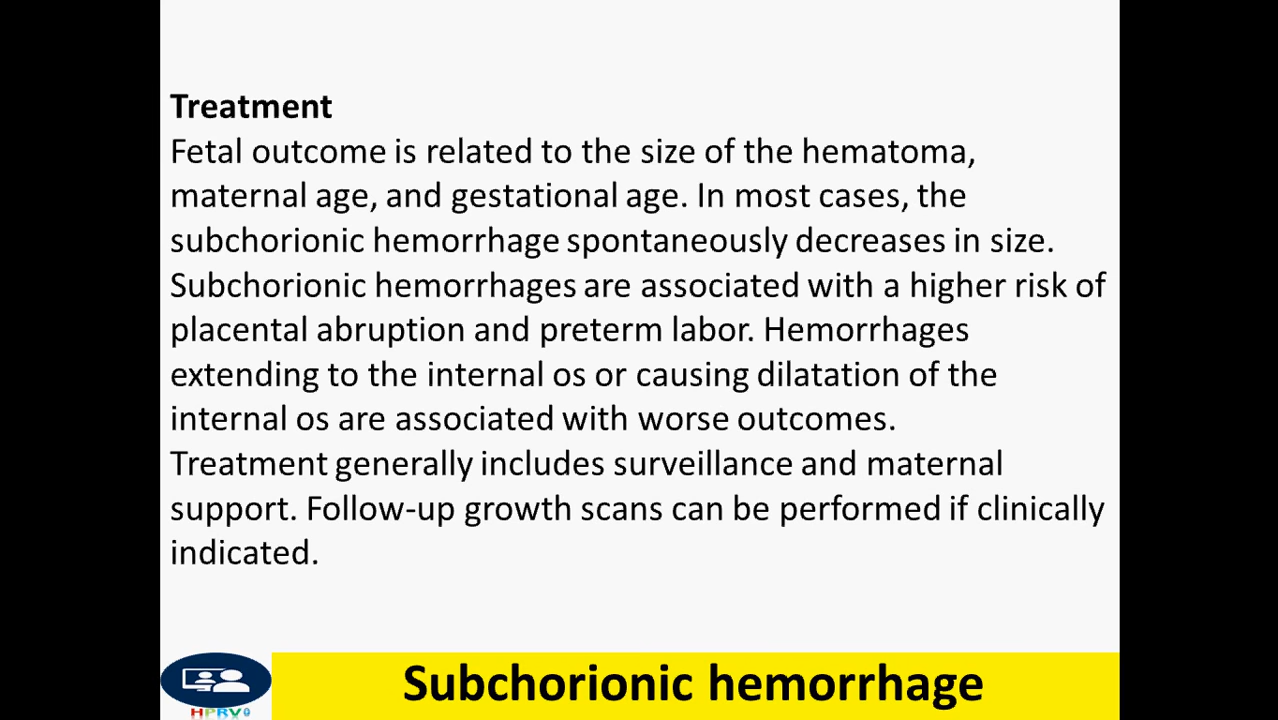 Treatment
Fetal outcome is related to the size of the hematoma,
maternal age, and gestational age. In most cases, the
subchorionic hemorrhage spontaneously decreases in size.
Subchorionic hemorrhages are associated with a higher risk of
placental abruption and preterm labor. Hemorrhages
extending to the internal os or causing dilatation of the
internal os are associated with worse outcomes.
Treatment generally includes surveillance and maternal
support. Follow-up growth scans can be performed if clinically
indicated.
Subchorionic hemorrhage
HPRV